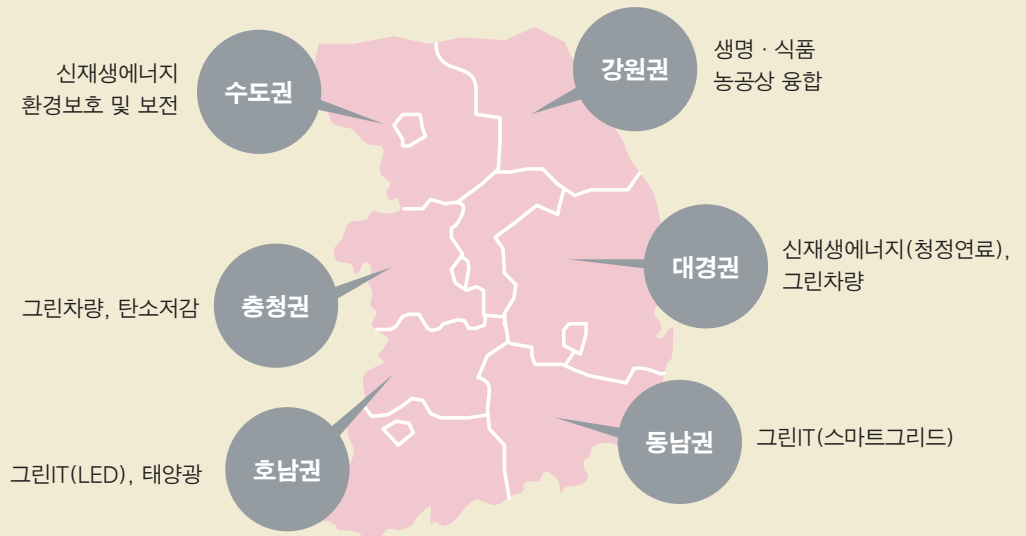 신재생에너지
환경보호 및 보전
수도권
강원권
생명 · 식품
농공상 융합
그린차량, 탄소저감
충청권
대경권
신재생에너지(청정연료),
그린차량
그린IT(LED), 태양광
호남권
동남권
그린IT(스마트그리드)